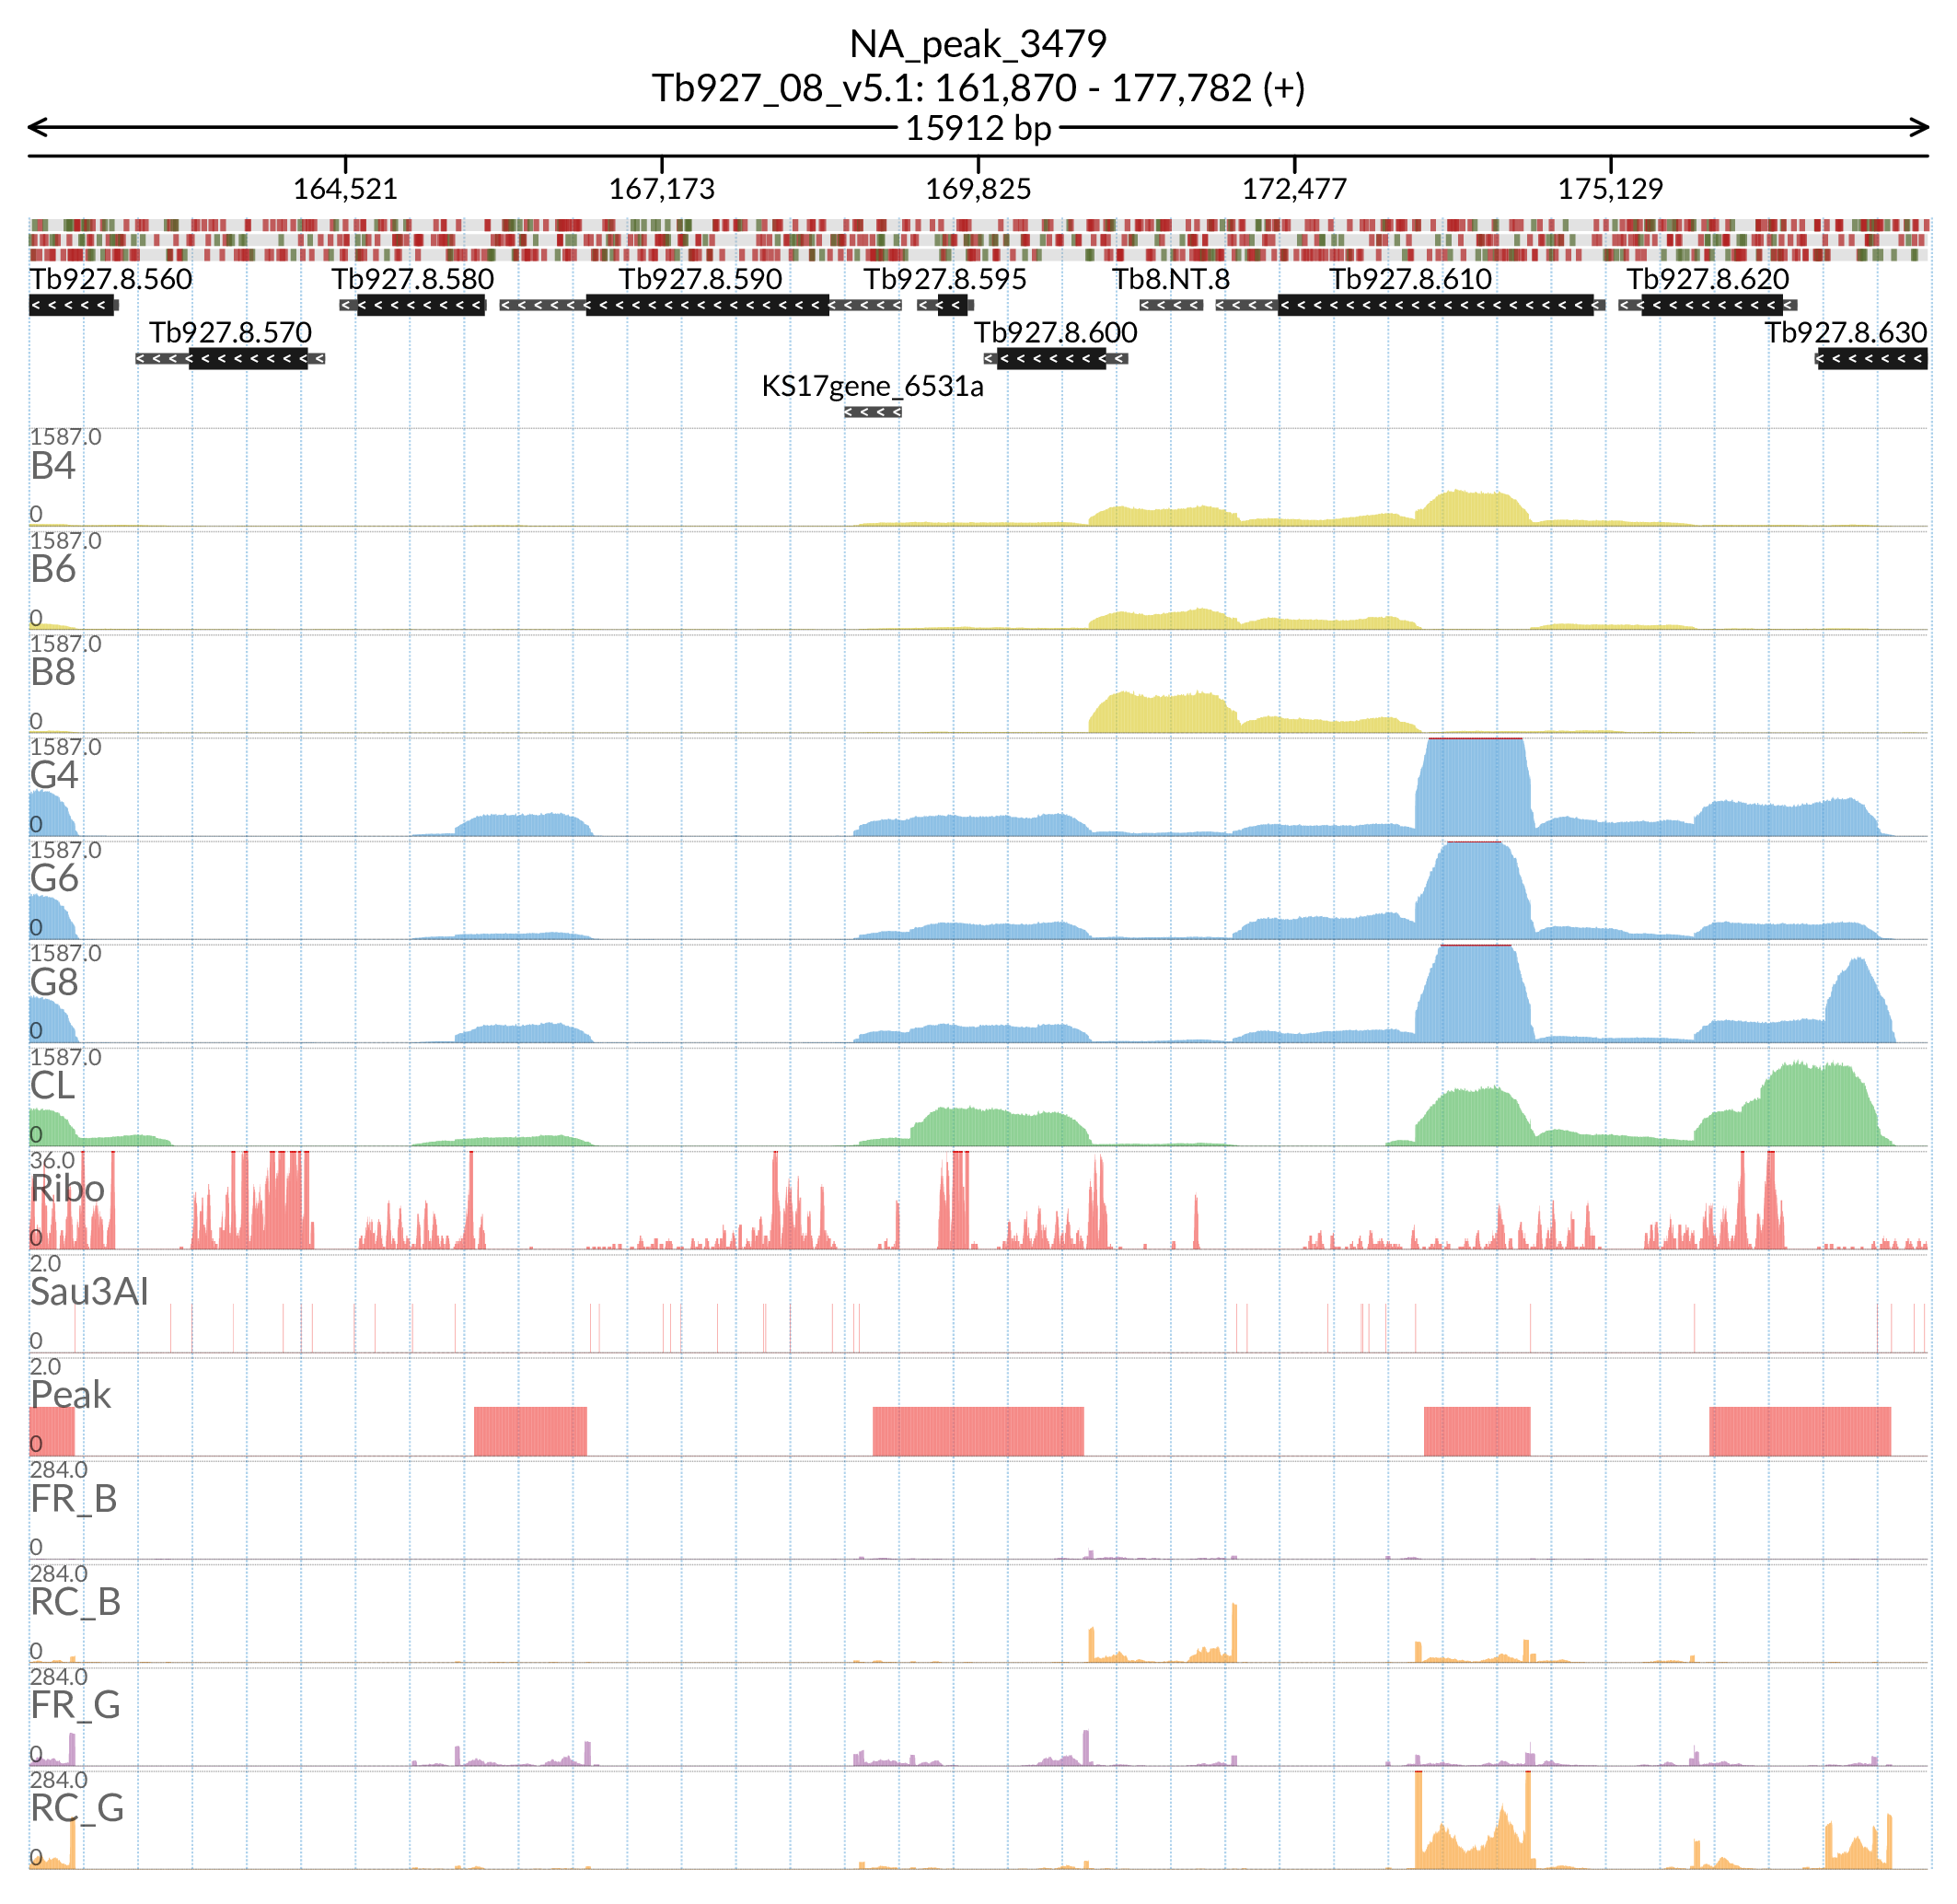 NA_peak_3479
Tb927_08_v5.1: 161,870 - 177,782 (+)
15912 bp
164,521 167,173 169,825 172,477 175,129
Tb927.8.560 Tb927.8.580 Tb927.8.590 Tb927.8.595 Tb8.NT.8 Tb927.8.610 Tb927.8.620
Tb927.8.570 Tb927.8.600 Tb927.8.630
KS17gene_6531a
1587.0
B4
0
1587.0
B6
0
1587.0
B8
0
1587.0
G4
0
1587.0
G6
0
1587.0
G8
0
1587.0
CL
0
36.0
Ribo
0
2.0
Sau3AI
0
2.0
Peak
0
284.0
FR_B
0
284.0
RC_B
0
284.0
FR_G
0
284.0
RC_G
0